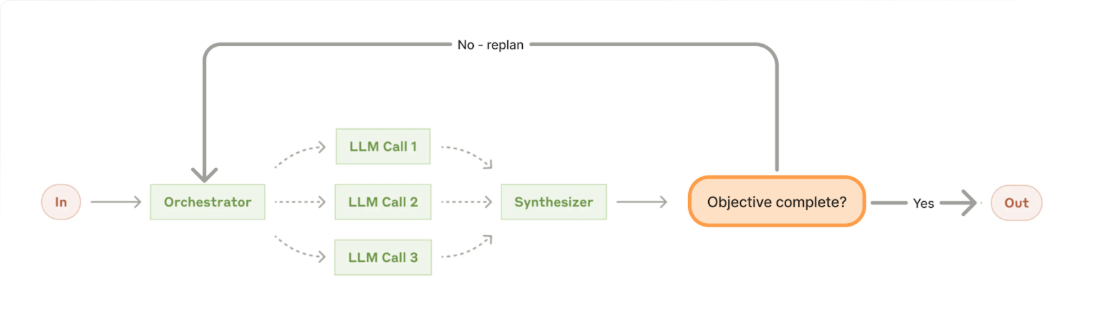 No - replan
LLM Call 1
In
Orchestrator
LLM Call 2
Synthesizer
Objective complete?
Yes
Out
LLM Call 3